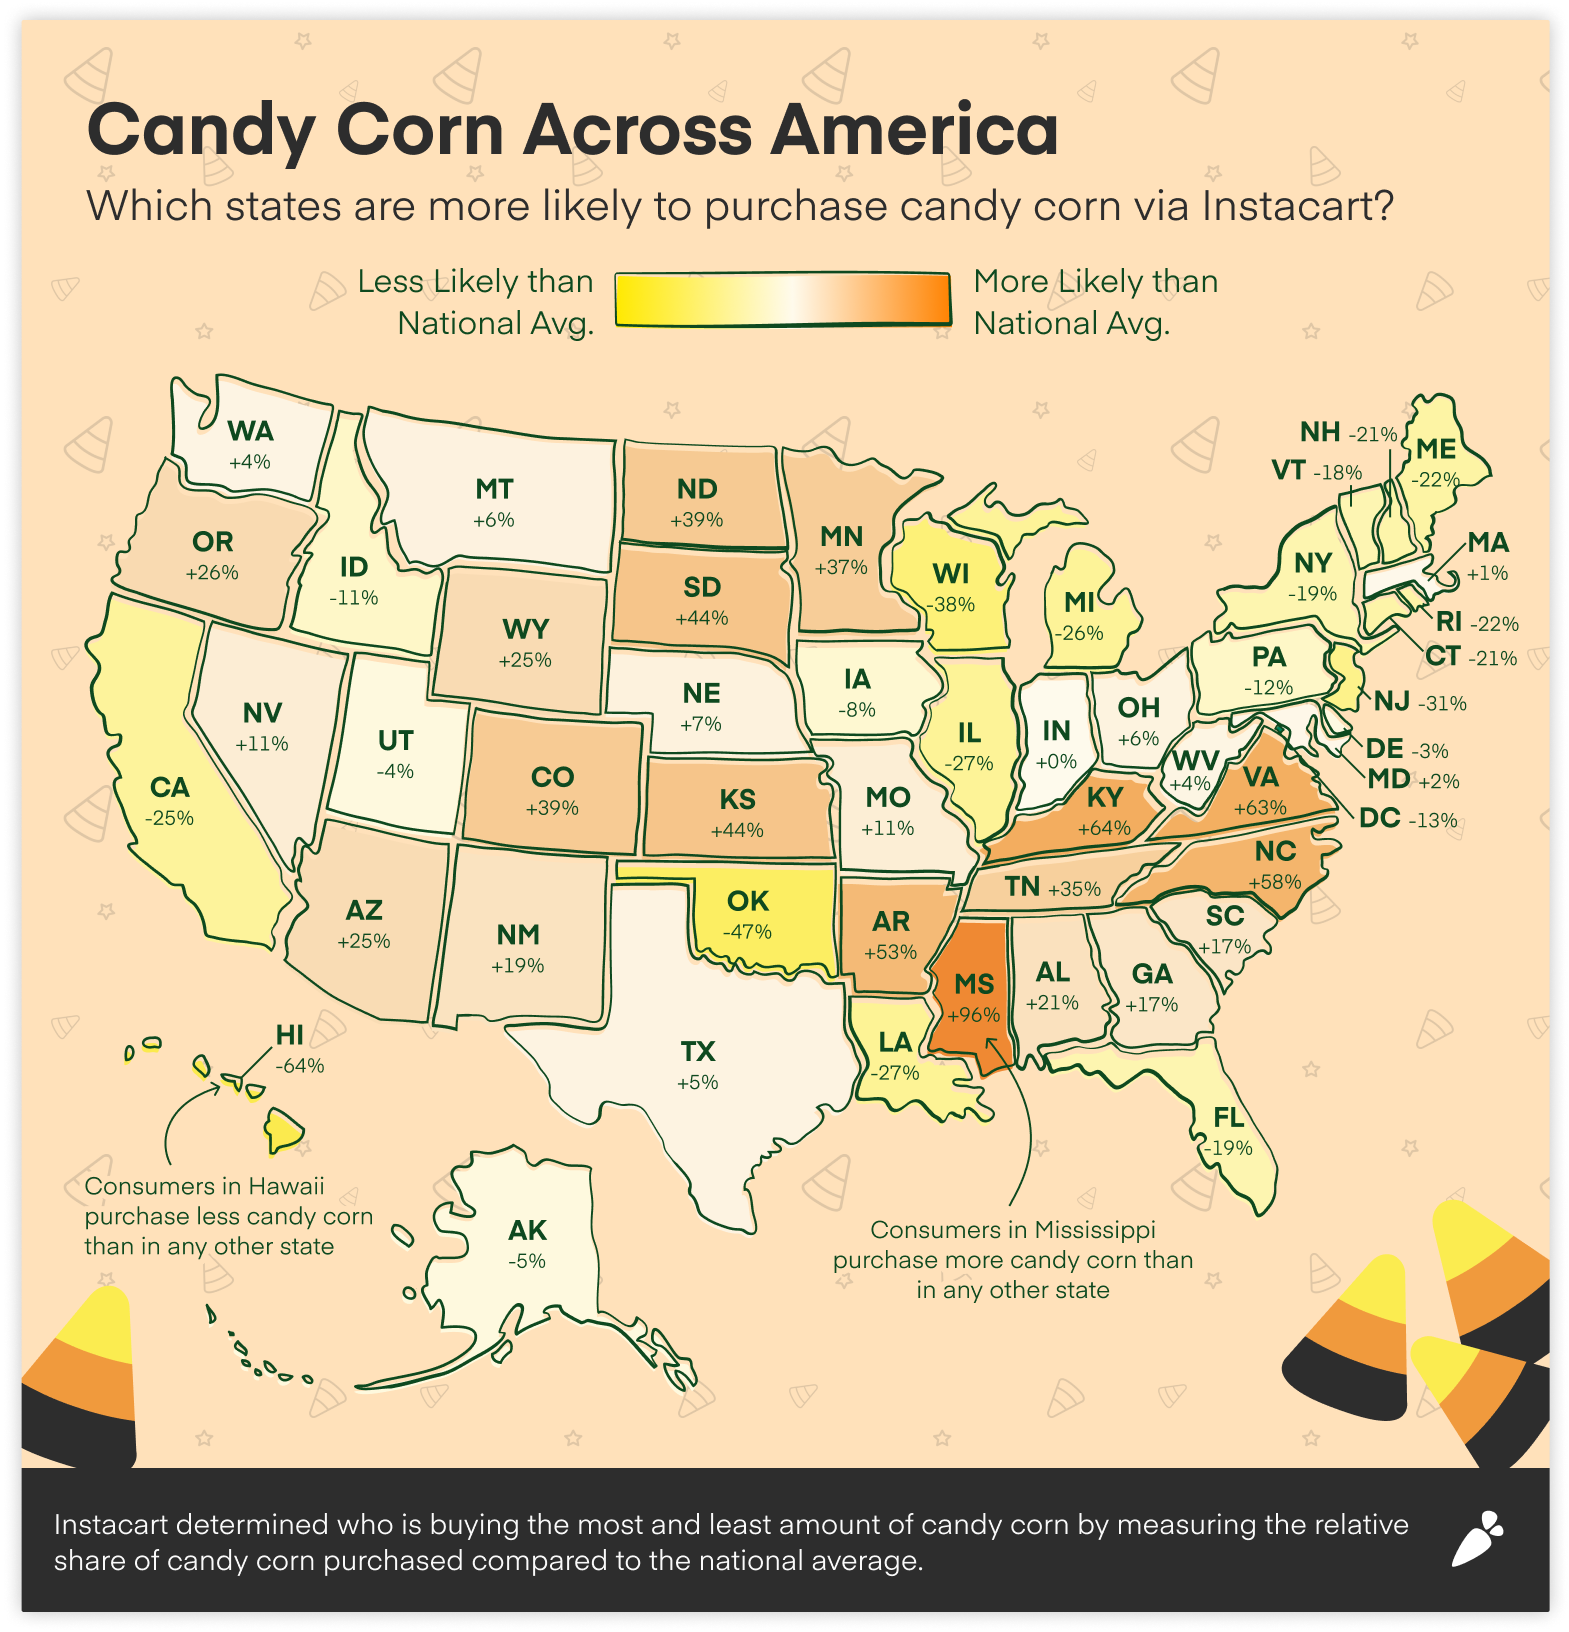 Candy Corn Across America
Which states are more likely to purchase candy corn via Instacart?
Less Likely than
National Avg.
More Likely than
National Avg.
WA
+4%
OR
+26%
ID
-11%
MT
+6%
ND
+39%
SD
+44%
MN
+37%
WI
-38%
MI
-26%
NH -21%
VT -18%
ME
-22%
NY
-19%
MA
+1%
RI -22%
CT -21%
PA
-12%
NJ -31%
DE -3%
MD +2%
DC -13%
WY
+25%
NE
+7%
IA
-8%
IL
-27%
IN
+0%
OH
+6%
WV
+4%
VA
+63%
CA
-25%
NV
+11%
UT
-4%
CO
+39%
KS
+44%
MO
+11%
KY
+64%
NC
+58%
TN +35%
SC
+17%
AZ
+25%
NM
+19%
OK
-47%
AR
+53%
MS
+96%
AL
+21%
GA
+17%
TX
+5%
LA
-27%
FL
-19%
HI
-64%
AK
-5%
Consumers in Hawaii
purchase less candy corn
than in any other state
Consumers in Mississippi
purchase more candy corn than
in any other state
Instacart determined who is buying the most and least amount of candy corn by measuring the relative
share of candy corn purchased compared to the national average.